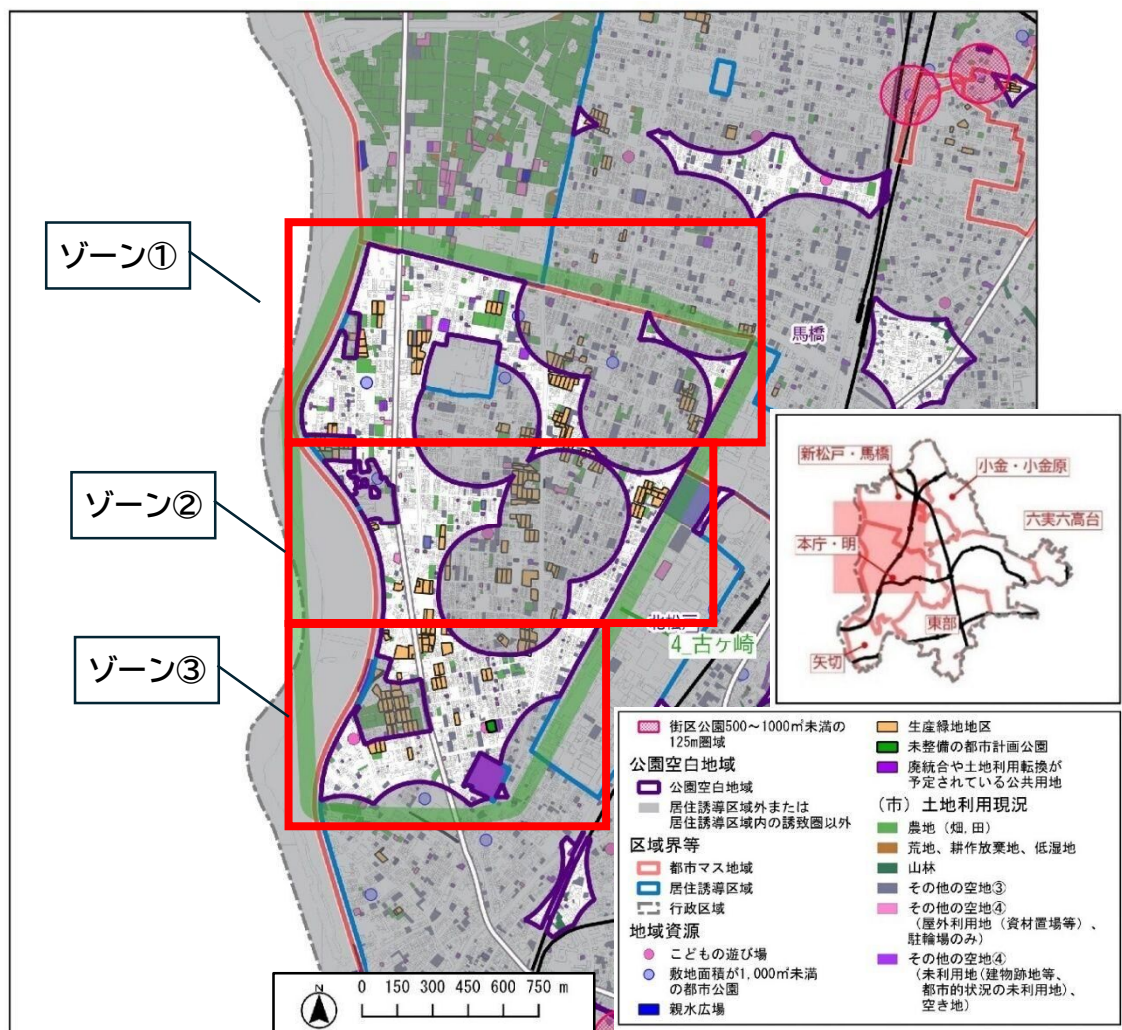 ゾーン①
ゾーン②
ゾーン③
馬橋
北松戸
4_古ヶ崎
新松戸・馬橋
小金・小金原
六実六高台
本庁・明
東部
矢切
街区公園500～1000㎡未満の
125m圏域
公園空白地域
公園空白地域
居住誘導区域外または
居住誘導区域内の誘致圏以外
区域界等
都市マス地域
居住誘導区域
行政区域
地域資源
こどもの遊び場
敷地面積が1,000㎡未満
の都市公園
親水広場
生産緑地地区
未整備の都市計画公園
廃統合や土地利用転換が
予定されている公共用地
（市）土地利用現況
農地（畑,田）
荒地、耕作放棄地、低湿地
山林
その他の空地③
その他の空地④
（屋外利用地（資材置場等）、
駐輪場のみ）
その他の空地④
（未利用地(建物跡地等、
都市的状況の未利用地)、
空き地）
N
0 150 300 450 600 750 m